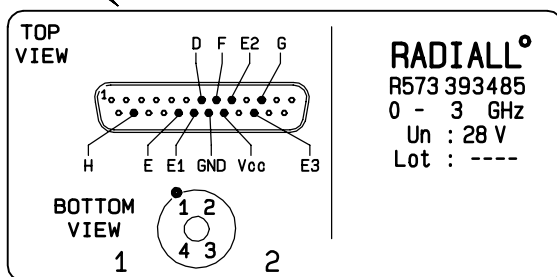 TOP
VIEW
D F E2 G
1
H E E1 GND Vcc E3
BOTTOM
VIEW
1 2
4 3
1 2
RADIALL°
R573 393485
0 - 3 GHz
Un : 28 V
Lot : ----